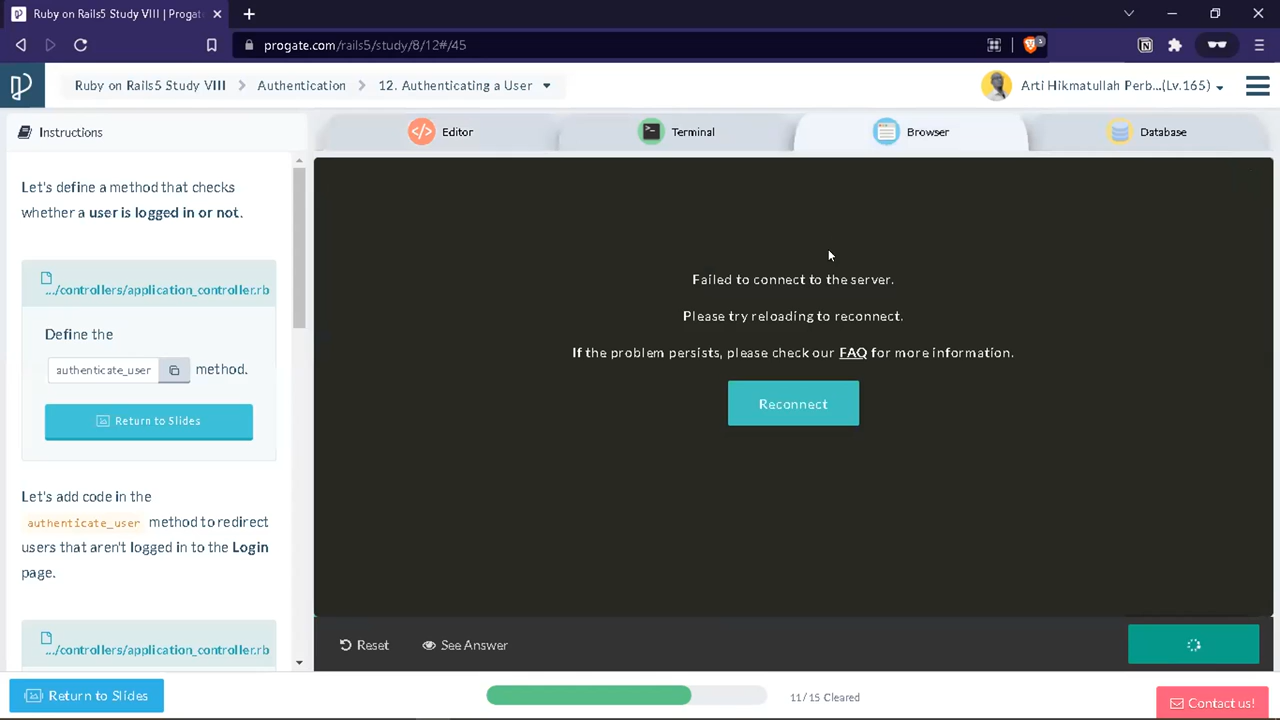 Ruby on Rails5 Study VIII | Progat
progate.com/rails5/study/8/12#/45
Ruby on Rails5 Study VIII
Authentication
12. Authenticating a User
Arti Hikmatullah Perb...(Lv.165)
Instructions
Editor
Terminal
Browser
Database
Let's define a method that checks
whether a user is logged in or not.
.../controllers/application_controller.rb
Define the
authenticate_user method.
Return to Slides
Let's add code in the
authenticate_user method to redirect
users that aren't logged in to the Login
page.
.../controllers/application_controller.rb
Failed to connect to the server.
Please try reloading to reconnect.
If the problem persists, please check our FAQ for more information.
Reconnect
Reset
See Answer
Return to Slides
11/15 Cleared
Contact us!